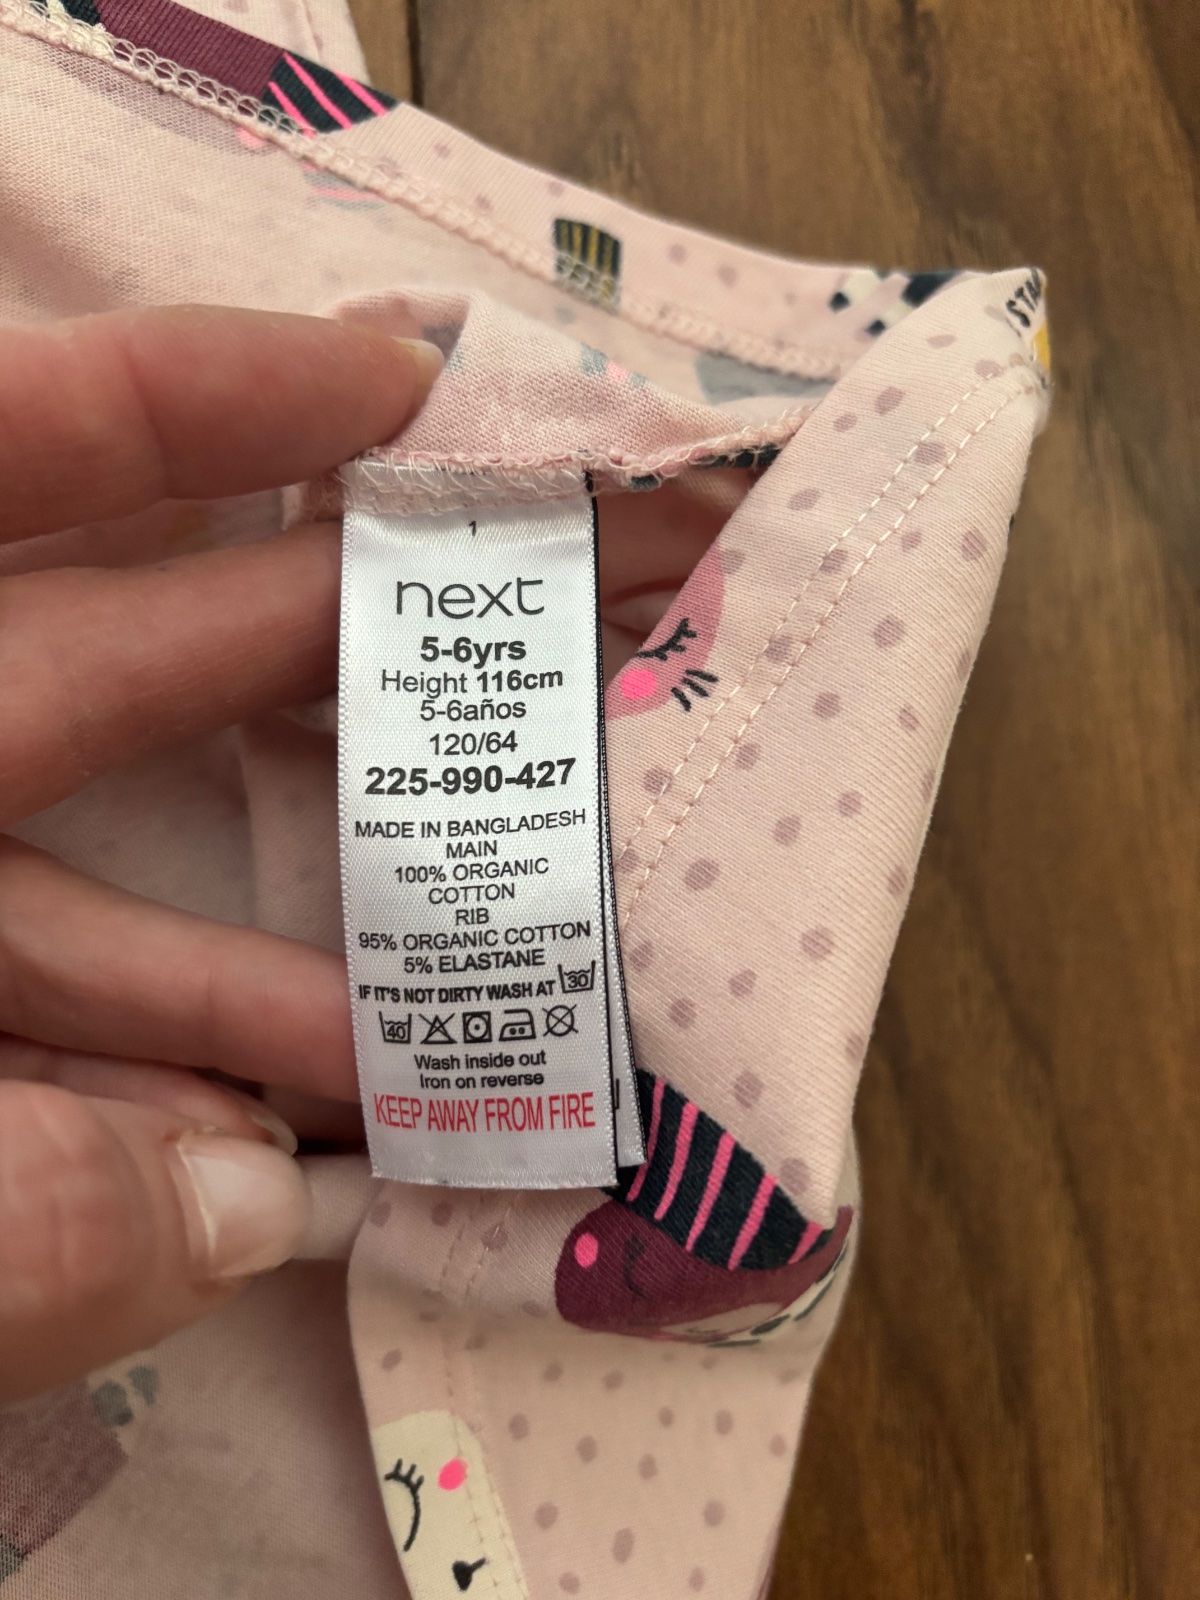 STA
1
next
5-6yrs
Height 116cm
5-6años
120/64
225-990-427
MADE IN BANGLADESH
MAIN
100% ORGANIC
COTTON
RIB
95% ORGANIC COTTON
5% ELASTANE
IF IT'S NOT DIRTY WASH AT 30
40
Wash inside out
Iron on reverse
KEEP AWAY FROM FIRE